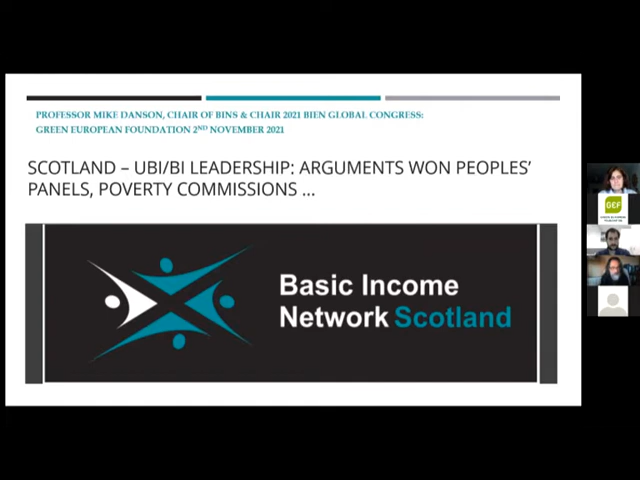 PROFESSOR MIKE DANSON, CHAIR OF BINS & CHAIR 2021 BIEN GLOBAL CONGRESS:
GREEN EUROPEAN FOUNDATION 2ND NOVEMBER 2021
SCOTLAND – UBI/BI LEADERSHIP: ARGUMENTS WON PEOPLES'
PANELS, POVERTY COMMISSIONS ...
Basic Income
Network Scotland
GEF